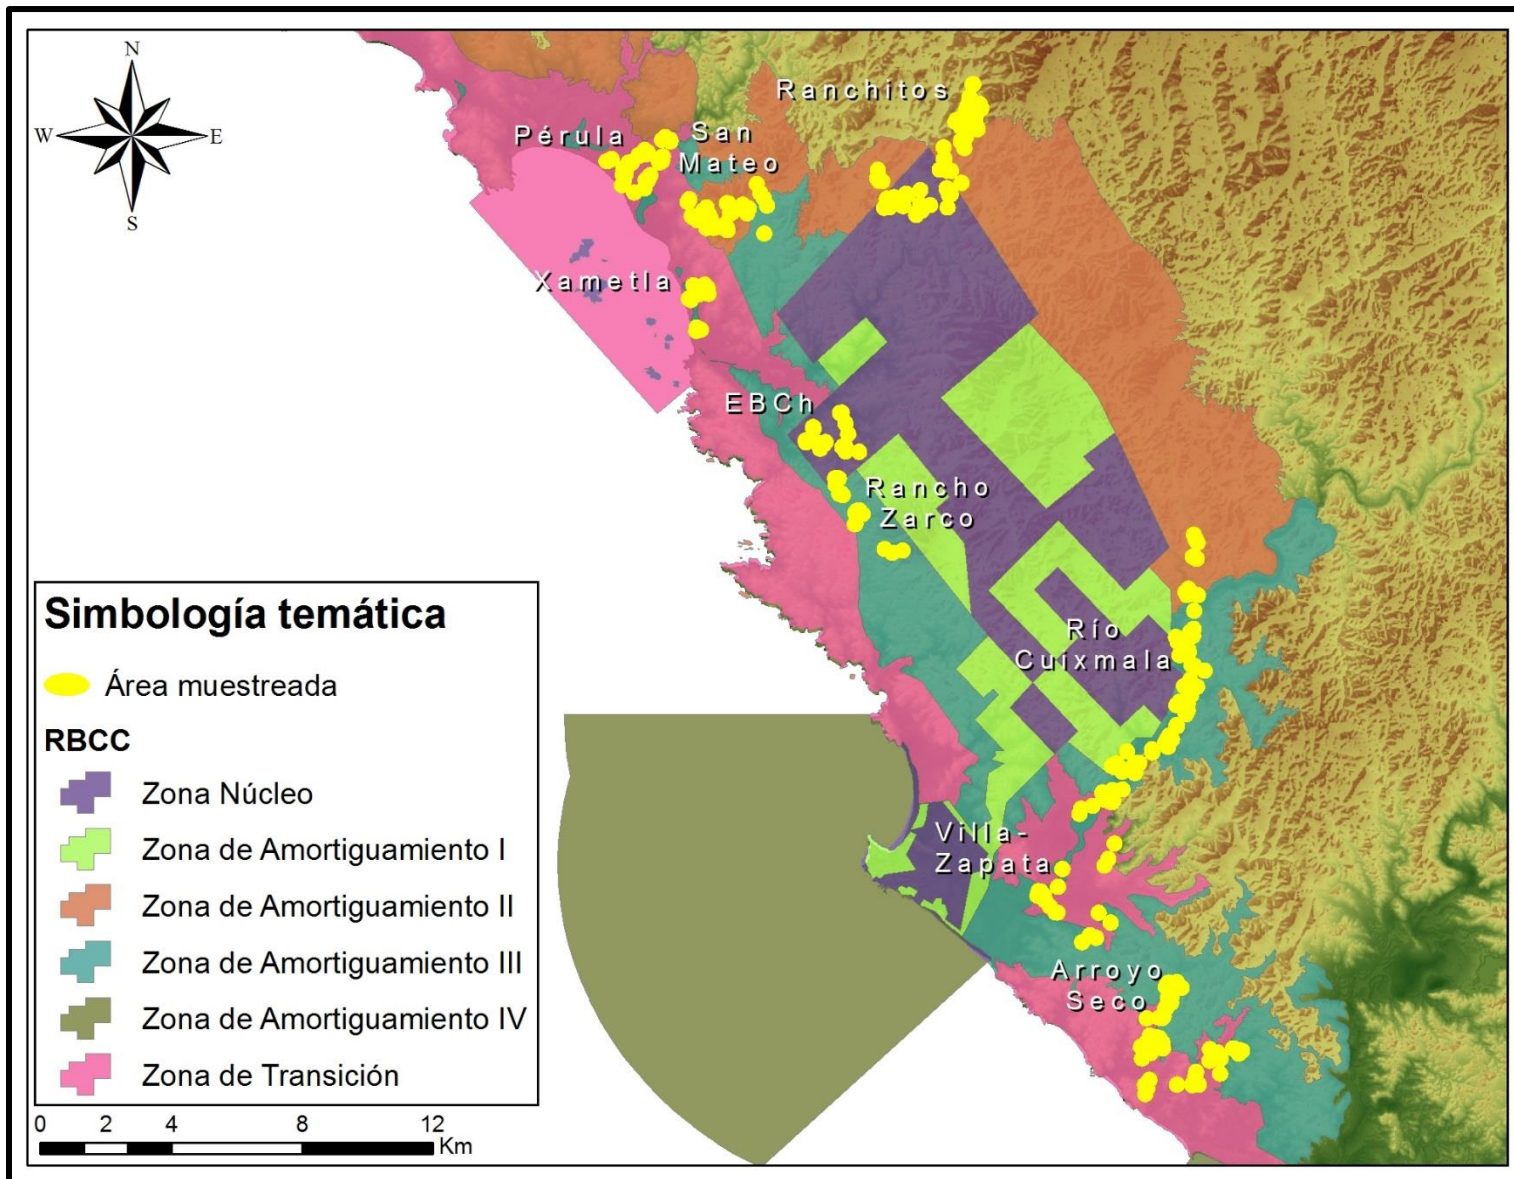 N
W
E
S
Ranchitos
Pérula
San
Mateo
Xametla
EBCh
Rancho
Zarco
Río
Cuixmala
Villa-
Zapata
Arroyo
Seco
Simbología temática
Área muestreada
RBCC
Zona Núcleo
Zona de Amortiguamiento I
Zona de Amortiguamiento II
Zona de Amortiguamiento III
Zona de Amortiguamiento IV
Zona de Transición
0 2 4 8 12
Km